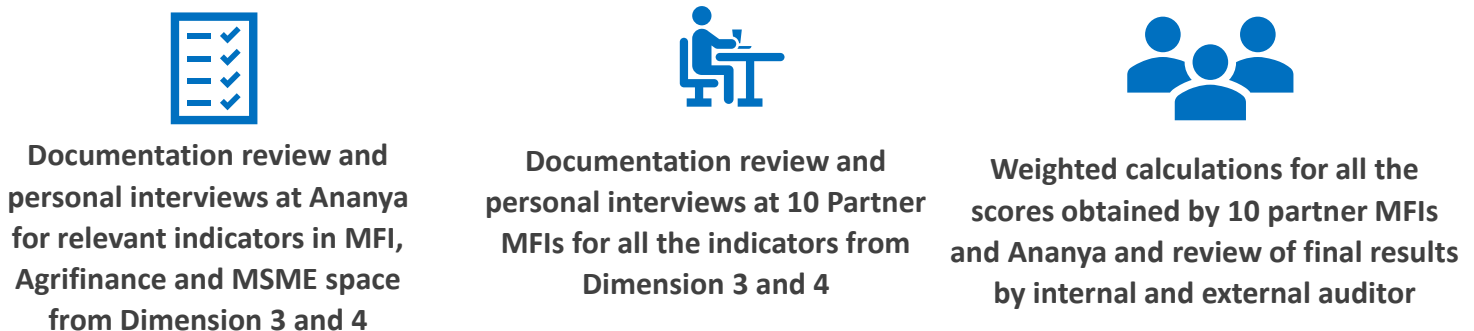 Documentation review and
personal interviews at Ananya
for relevant indicators in MFI,
Agrifinance and MSME space
from Dimension 3 and 4
Documentation review and
personal interviews at 10 Partner
MFIs for all the indicators from
Dimension 3 and 4
Weighted calculations for all the
scores obtained by 10 partner MFIs
and Ananya and review of final results
by internal and external auditor